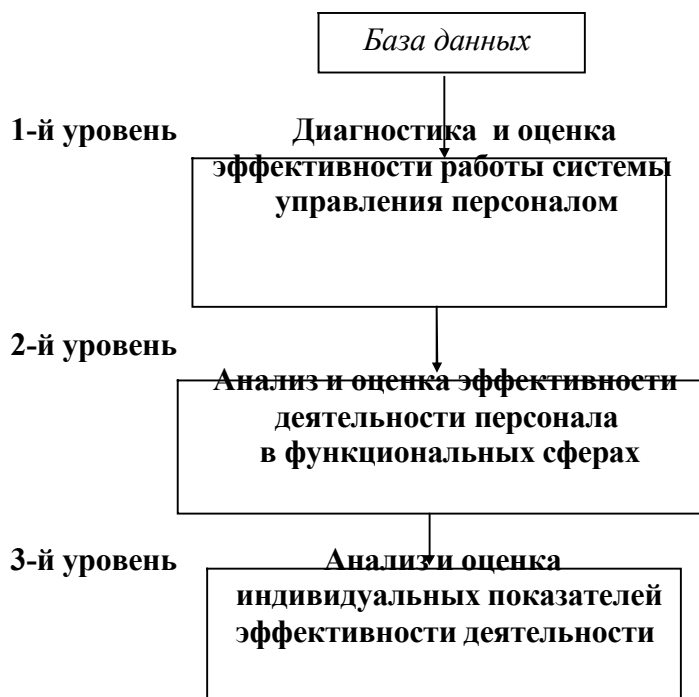 База данных
1-й уровень Диагностика и оценка
эффективности работы системы
управления персоналом
2-й уровень
Анализ и оценка эффективности
деятельности персонала
в функциональных сферах
3-й уровень Анализ и оценка
индивидуальных показателей
эффективности деятельности